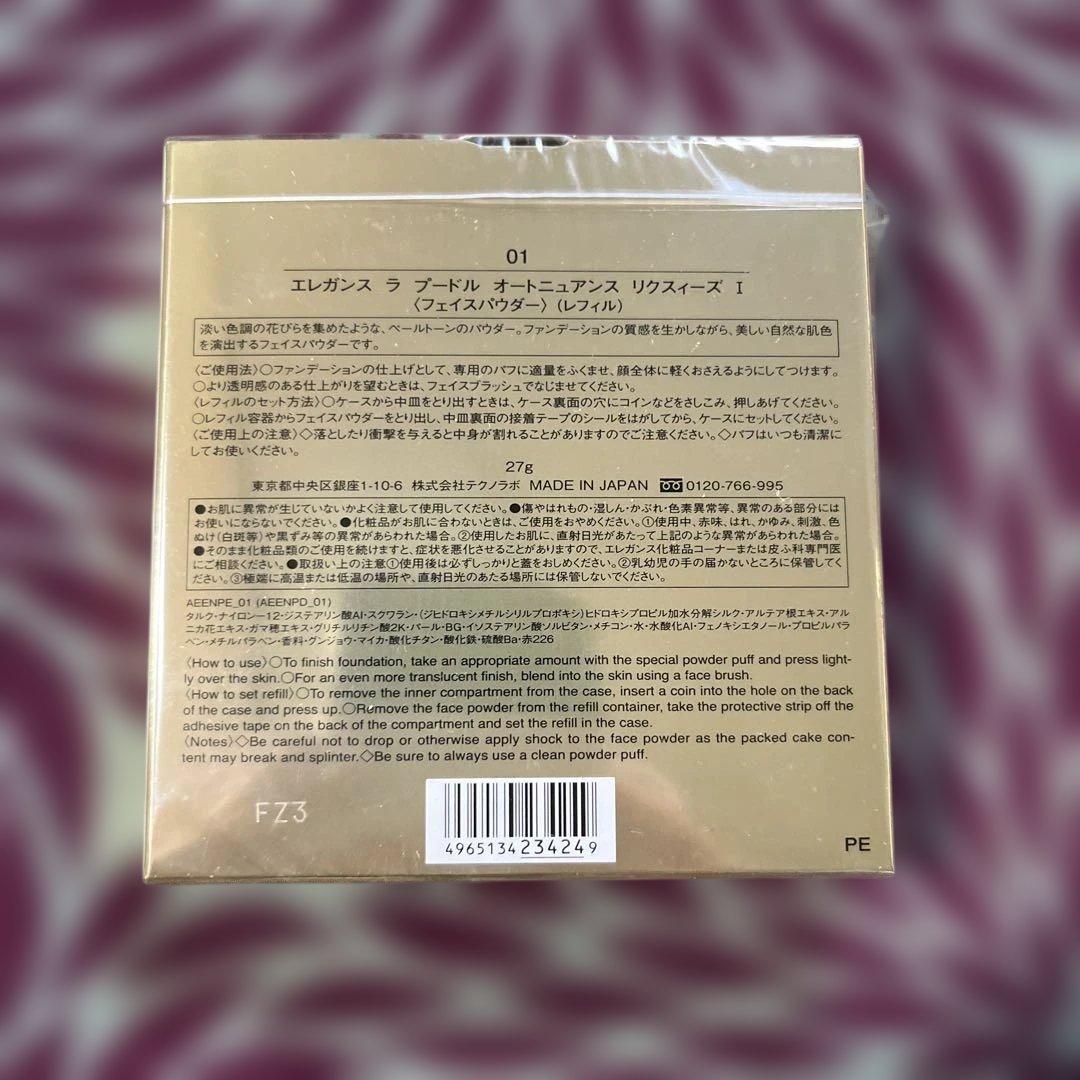 01
エレガンス ラ プードル オートニュアンス リクスィーズ I
〈フェイスパウダー〉(レフィル)
淡い色調の花びらを集めたような、ペールトーンのパウダー。ファンデーションの質感を生かしながら、美しい自然な肌色
を演出するフェイスパウダーです。
〈ご使用法〉○ファンデーションの仕上げとして、専用のパフに適量をふくませ、顔全体に軽くおさえるようにしてつけます。
○より透明感のある仕上がりを望むときは、フェイスブラッシュでなじませてください。
〈レフィルのセット方法〉○ケースから中皿をとり出すときは、ケース裏面の穴にコインなどをさしこみ、押しあげてください。
○レフィル容器からフェイスパウダーをとり出し、中皿裏面の接着テープのシールをはがしてから、ケースにセットしてください。
〈ご使用上の注意〉◇落としたり衝撃を与えると中身が割れることがありますのでご注意ください。◇パフはいつも清潔に
してお使いください。
27g
東京都中央区銀座1-10-6 株式会社テクノラボ MADE IN JAPAN 0120-766-995
●お肌に異常が生じていないかよく注意して使用してください。●傷やはれもの・湿しん・かぶれ・色素異常等、異常のある部分には
お使いにならないでください。●化粧品がお肌に合わないときは、ご使用をおやめください。①使用中、赤味、はれ、かゆみ、刺激、色
ぬけ(白斑等)や黒ずみ等の異常があらわれた場合。②使用したお肌に、直射日光があたって上記のような異常があらわれた場合。
●そのまま化粧品類のご使用を続けますと、症状を悪化させることがありますので、エレガンス化粧品コーナーまたは皮ふ科専門医
にご相談ください。●取扱い上の注意①使用後は必ずしっかりと蓋をおしめください。②乳幼児の手の届かないところに保管してく
ださい。③極端に高温または低温の場所や、直射日光のあたる場所には保管しないでください。
AEENPE_01 (AEENPD_01)
タルク・ナイロン−12・ジステアリン酸Al・スクワラン・(ジヒドロキシメチルシリルプロポキシ)ヒドロキシプロピル加水分解シルク・アルテア根エキス・アル
ニカ花エキス・ガマ穂エキス・グリチルリチン酸2K・パール・BG・イソステアリン酸ソルビタン・メチコン・水・水酸化Al・フェノキシエタノール・プロピルパラ
ベン・メチルパラベン・香料・グンジョウ・マイカ・酸化チタン・酸化鉄・硫酸Ba・赤226
〈How to use〉○To finish foundation, take an appropriate amount with the special powder puff and press light-
ly over the skin.○For an even more translucent finish, blend into the skin using a face brush.
〈How to set refill〉○To remove the inner compartment from the case, insert a coin into the hole on the back
of the case and press up.○Remove the face powder from the refill container, take the protective strip off the
adhesive tape on the back of the compartment and set the refill in the case.
〈Notes〉◇Be careful not to drop or otherwise apply shock to the face powder as the packed cake con-
tent may break and splinter.◇Be sure to always use a clean powder puff.
FZ3
4965134234249
PE